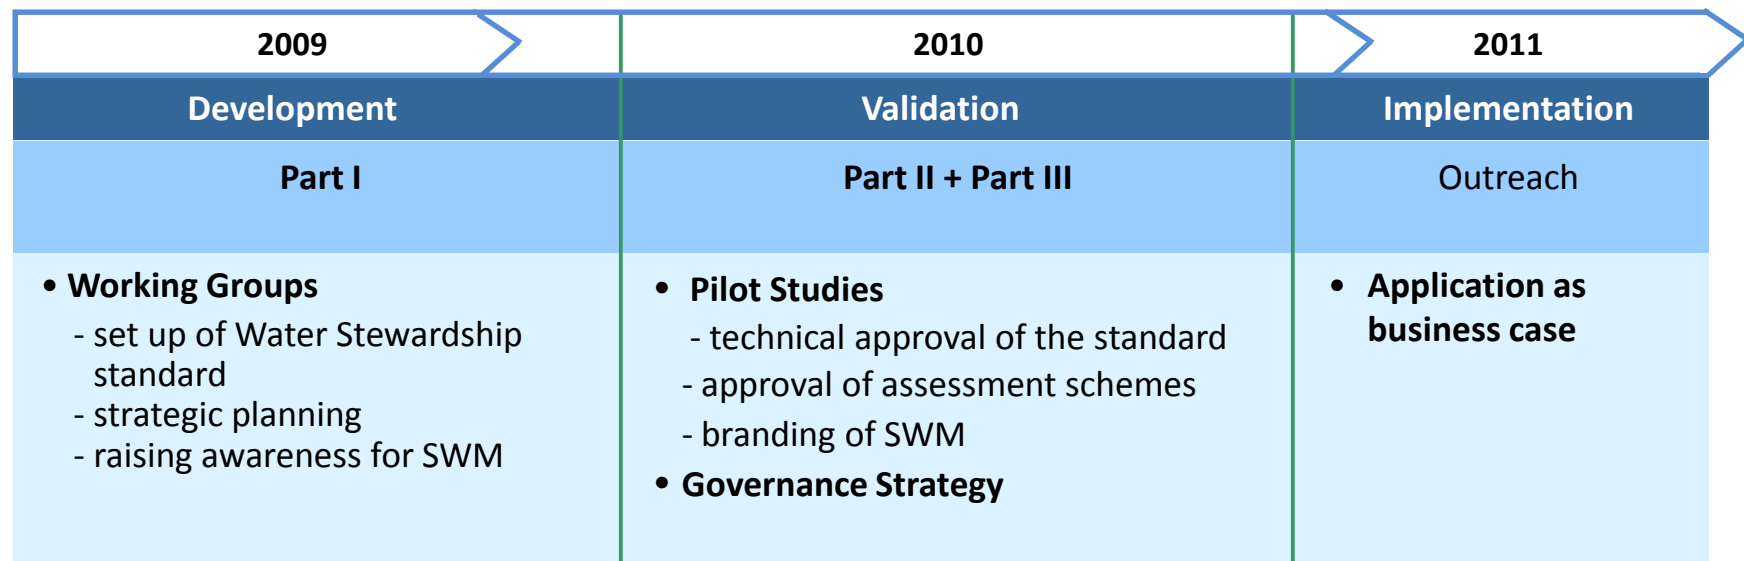 2009
2010
2011
Development
Validation
Implementation
Part I
Part II + Part III
Outreach
• Working Groups
- set up of Water Stewardship
standard
- strategic planning
- raising awareness for SWM
• Pilot Studies
- technical approval of the standard
- approval of assessment schemes
- branding of SWM
• Governance Strategy
• Application as
business case